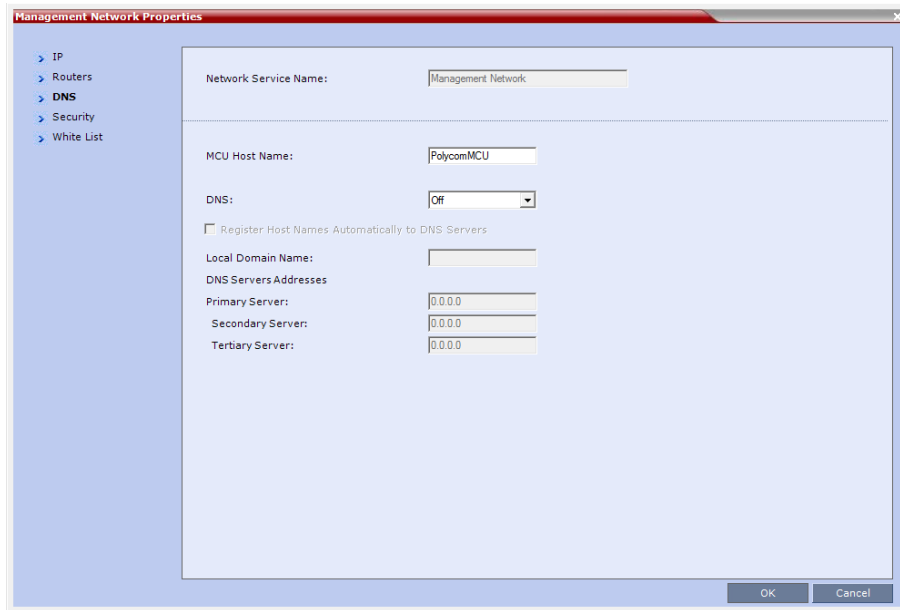 Management Network Properties
IP
Routers
DNS
Security
White List
Network Service Name: Management Network
MCU Host Name: PolycomMCU
DNS: Off
Register Host Names Automatically to DNS Servers
Local Domain Name:
DNS Servers Addresses
Primary Server: 0.0.0.0
Secondary Server: 0.0.0.0
Tertiary Server: 0.0.0.0
OK Cancel